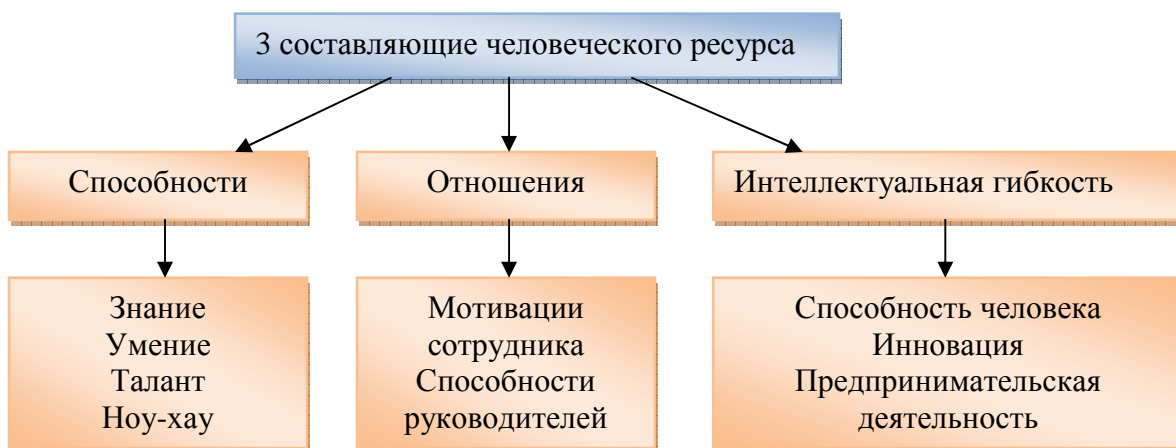 3 составляющие человеческого ресурса
Способности
Отношения
Интеллектуальная гибкость
Знание
Умение
Талант
Ноу-хау
Мотивации
сотрудника
Способности
руководителей
Способность человека
Инновация
Предпринимательская
деятельность